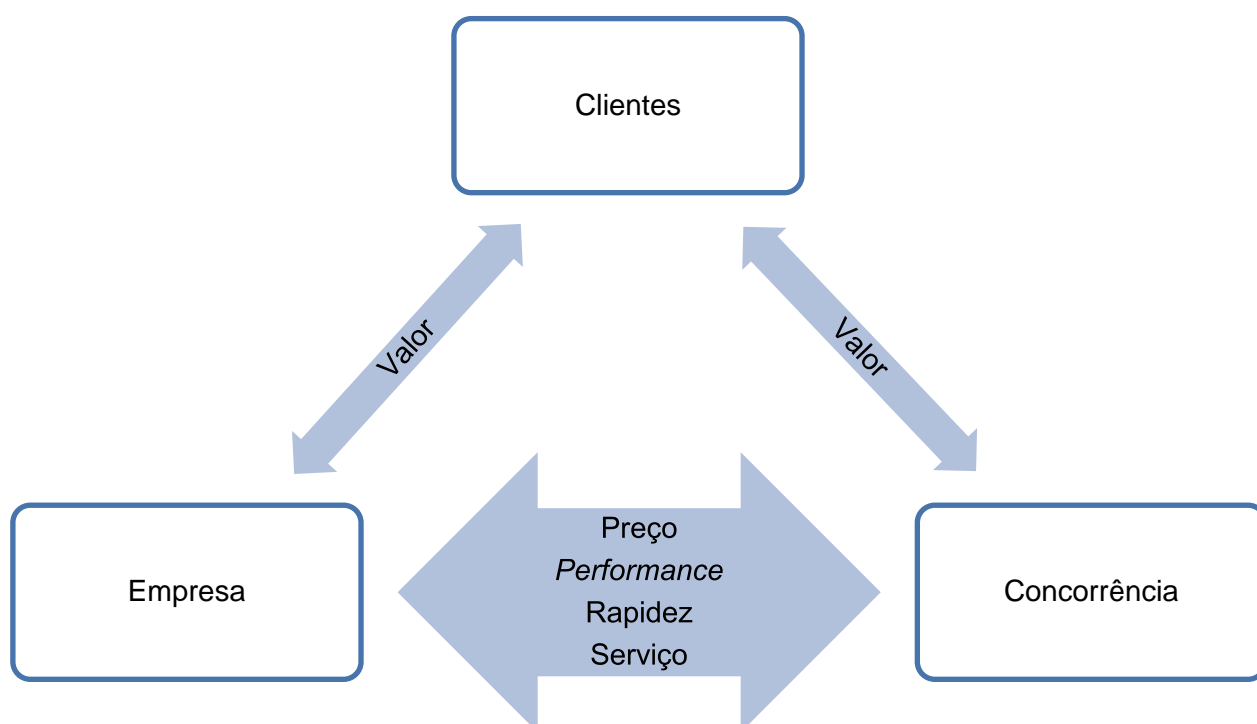 Clientes
Valor
Valor
Empresa
Preço
Performance
Rapidez
Serviço
Concorrência